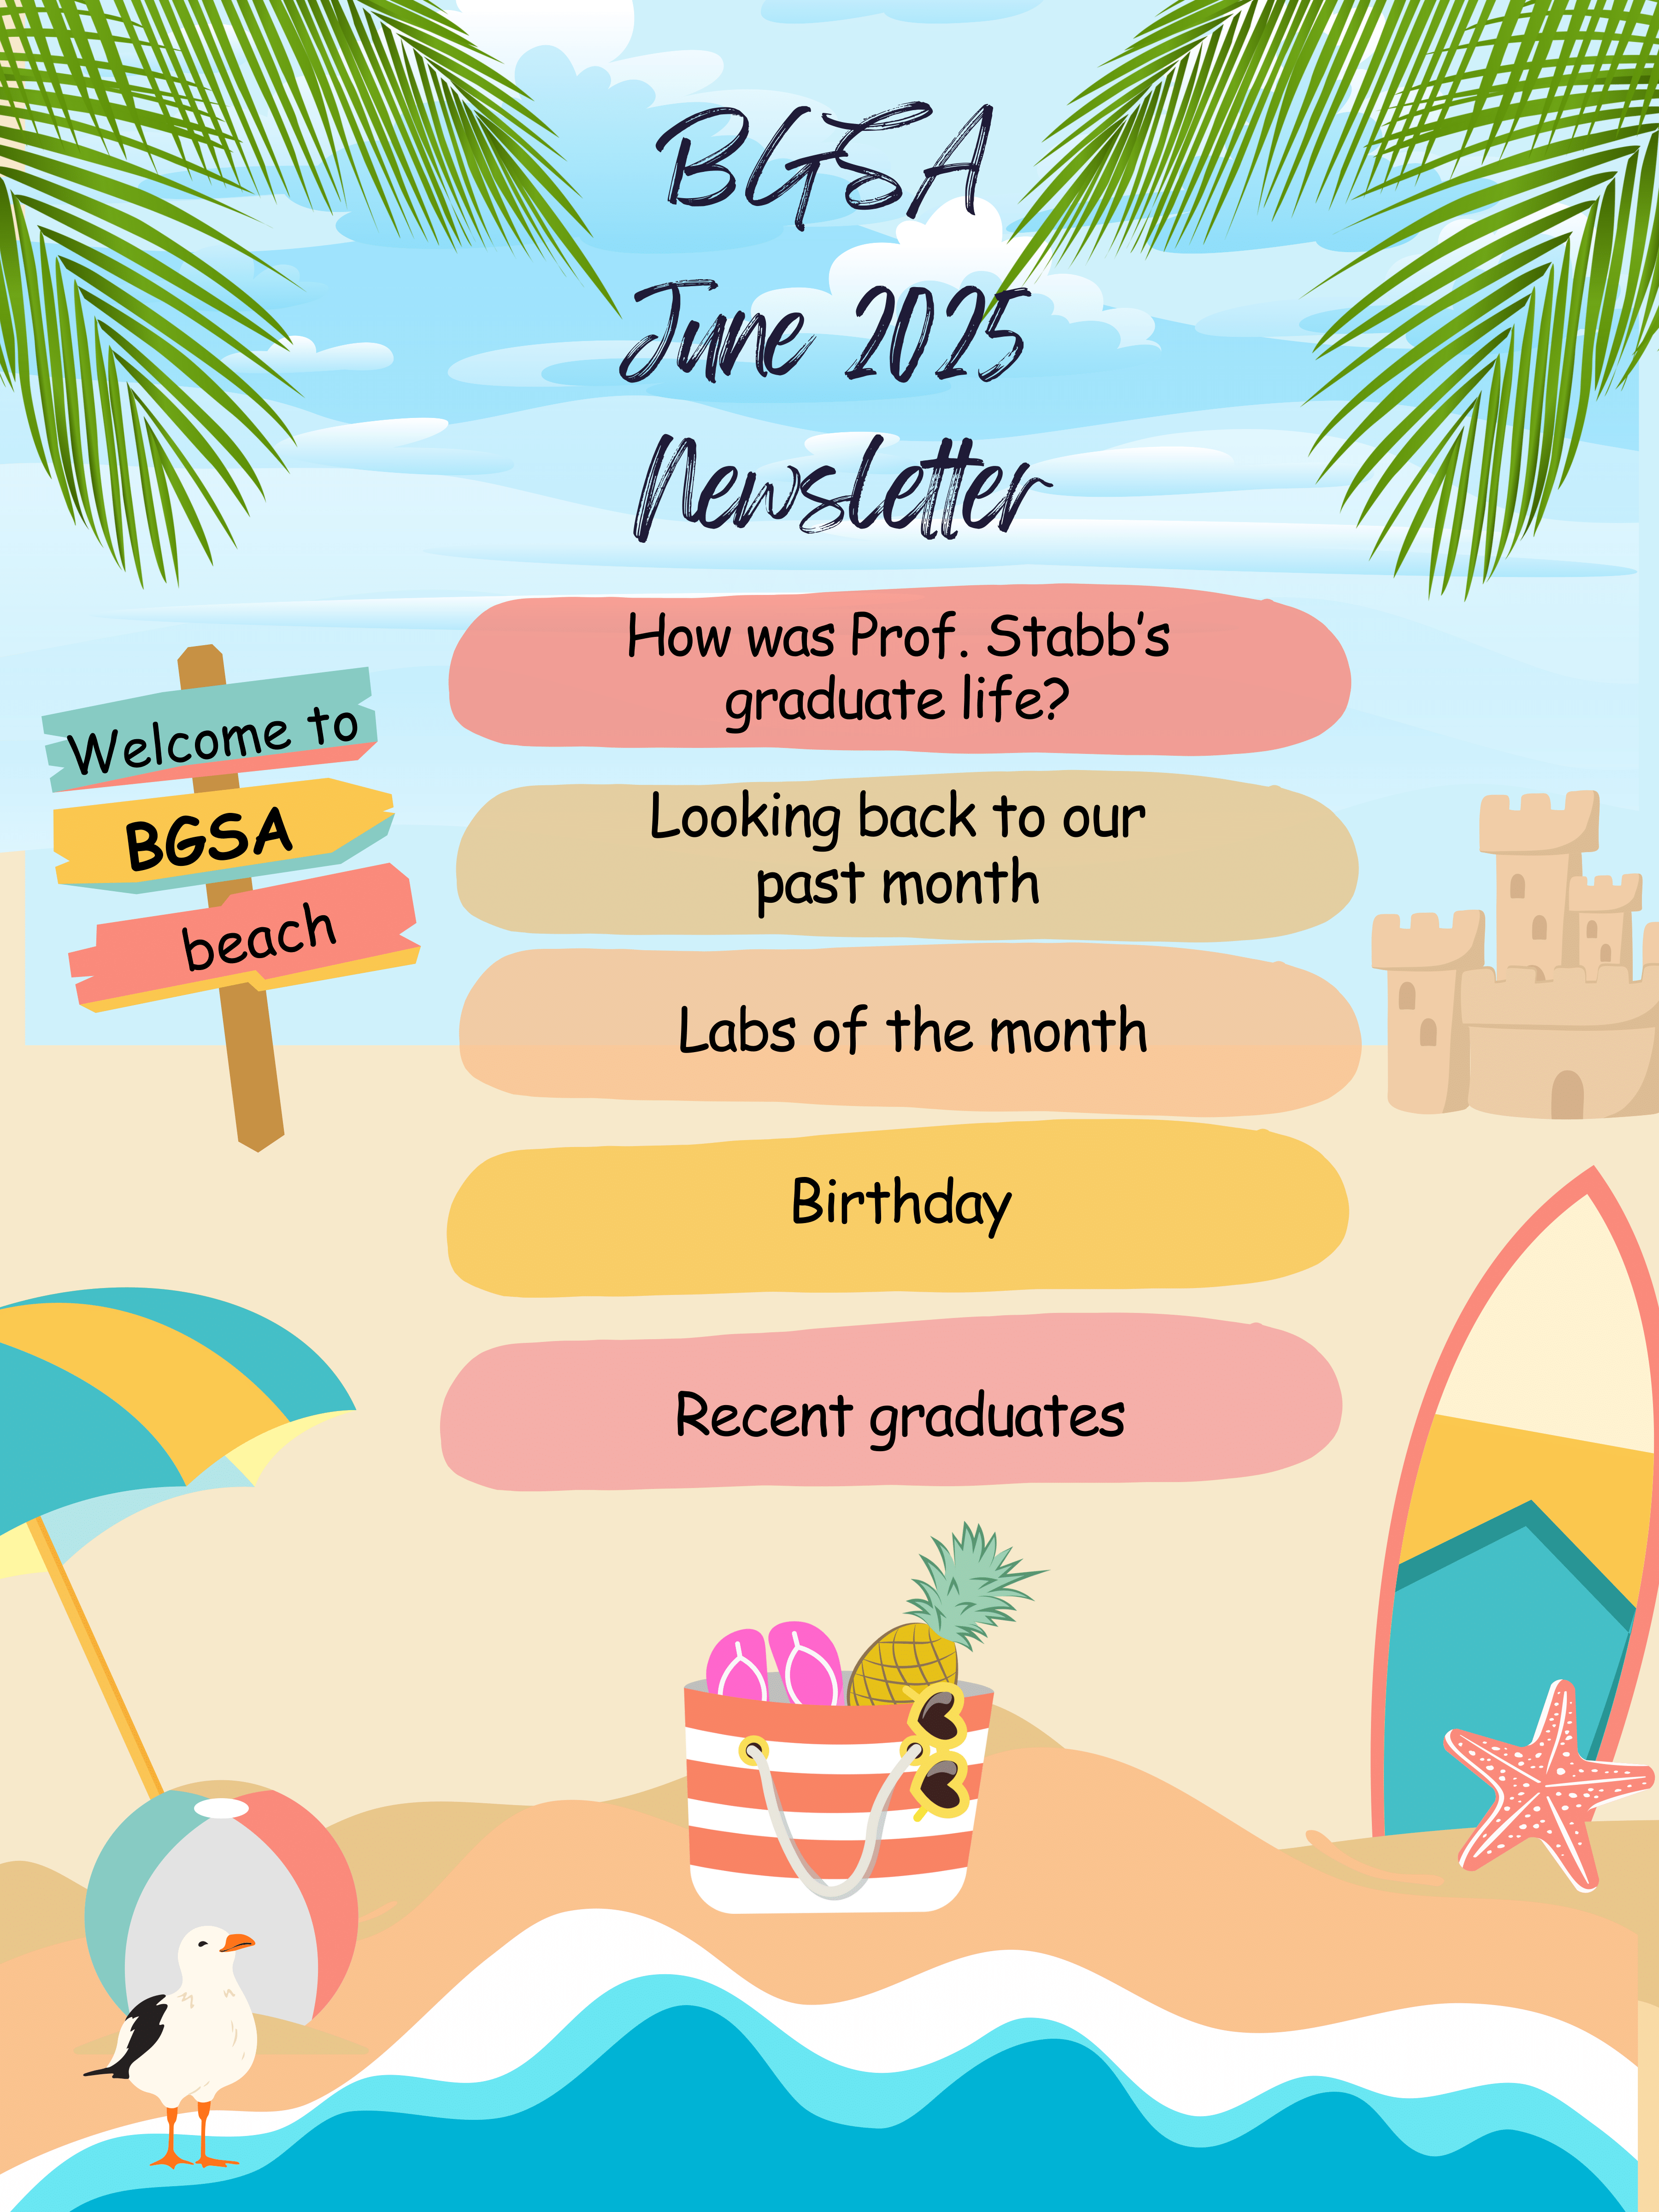 BGSA
June 2025
Newsletter
How was Prof. Stabb's
graduate life?
Welcome to
BGSA
beach
Looking back to our
past month
Labs of the month
Birthday
Recent graduates